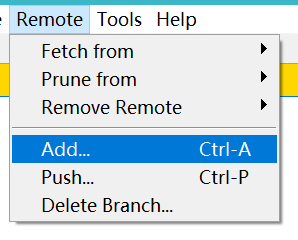 Remote Tools Help
Fetch from
Prune from
Remove Remote
Add... Ctrl-A
Push... Ctrl-P
Delete Branch...